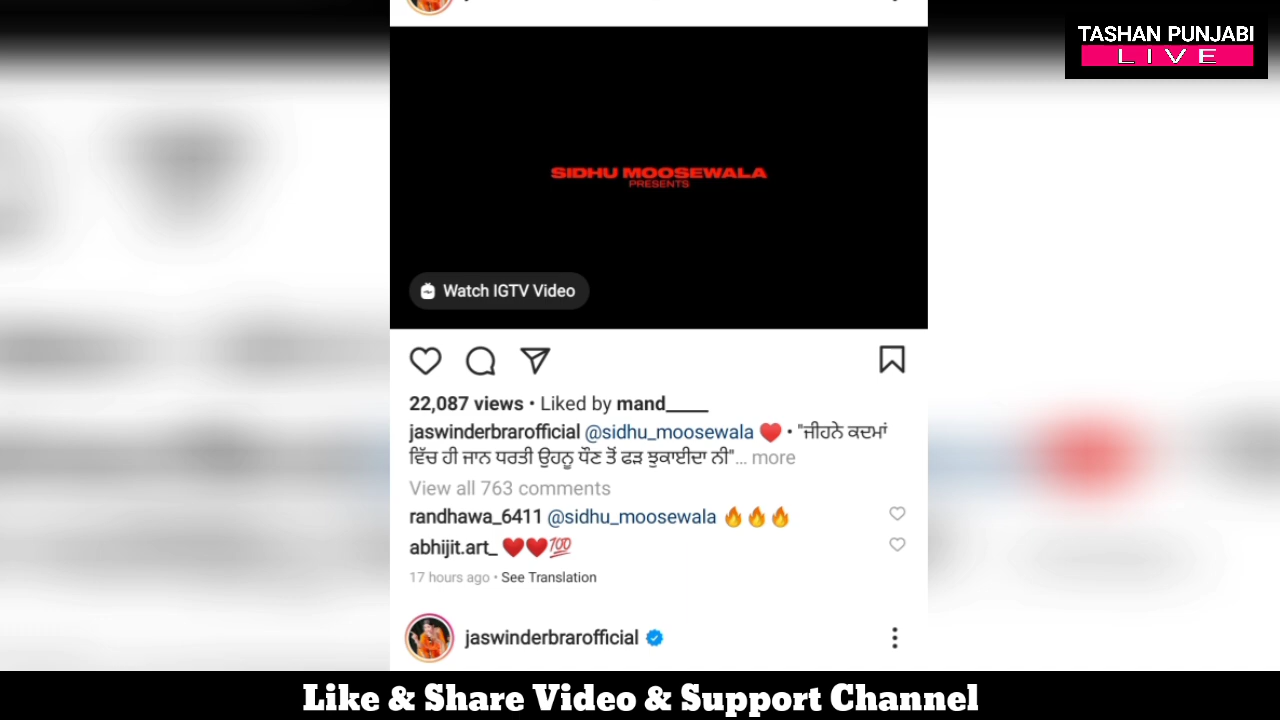 TASHAN PUNJABI
LIVE
SIDHU MOOSEWALA
PRESENTS
Watch IGTV Video
22,087 views • Liked by mand_____
jaswinderbrarofficial @sidhu_moosewala ❤️ • "ਜੀਹਨੇ ਕਦਮਾਂ
ਵਿੱਚ ਹੀ ਜਾਨ ਧਰਤੀ ਉਹਨੂ ਧੌਣ ਤੋਂ ਫੜ ਝੁਕਾਈਦਾ ਨੀ"... more
View all 763 comments
randhawa_6411 @sidhu_moosewala 🔥🔥🔥
abhijit.art_ ❤️❤️💯
17 hours ago • See Translation
jaswinderbrarofficial
Like & Share Video & Support Channel